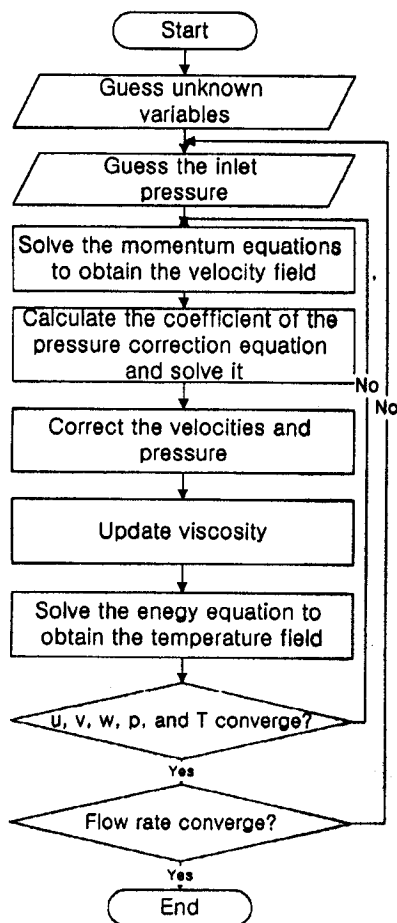 Start
Guess unknown
variables
Guess the inlet
pressure
Solve the momentum equations
to obtain the velocity field
Calculate the coefficient of the
pressure correction equation
and solve it
No
No
Correct the velocities and
pressure
Update viscosity
Solve the enegy equation to
obtain the temperature field
u, v, w, p, and T converge?
Yes
Flow rate converge?
Yes
End